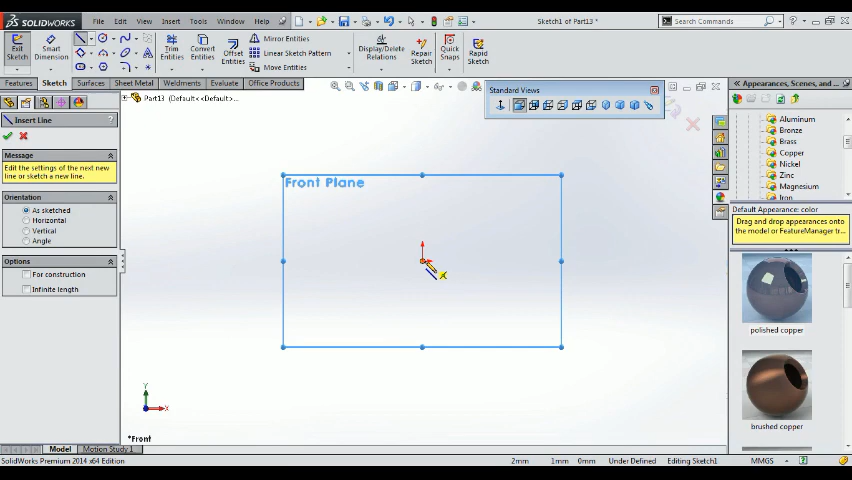 SOLIDWORKS File Edit View Insert Tools Window Help Sketch1 of Part13 * Search Commands
Exit Sketch
Smart Dimension
Trim Entities
Convert Entities
Offset Entities
Mirror Entities
Linear Sketch Pattern
Move Entities
Display/Delete Relations
Repair Sketch
Quick Snaps
Rapid Sketch
Features Sketch Surfaces Sheet Metal Weldments Evaluate Office Products
Part13 (Default<<Default>...
Standard Views
Appearances, Scenes, and...
Insert Line
Message
Edit the settings of the next new line or sketch a new line.
Orientation
As sketched
Horizontal
Vertical
Angle
Options
For construction
Infinite length
Front Plane
Y
X
*Front
Aluminum
Bronze
Brass
Copper
Nickel
Zinc
Magnesium
Iron
Default Appearance: color
Drag and drop appearances onto the model or FeatureManager tr...
polished copper
brushed copper
Model Motion Study 1
SolidWorks Premium 2014 x64 Edition 2mm 1mm 0mm Under Defined Editing Sketch1 MMGS